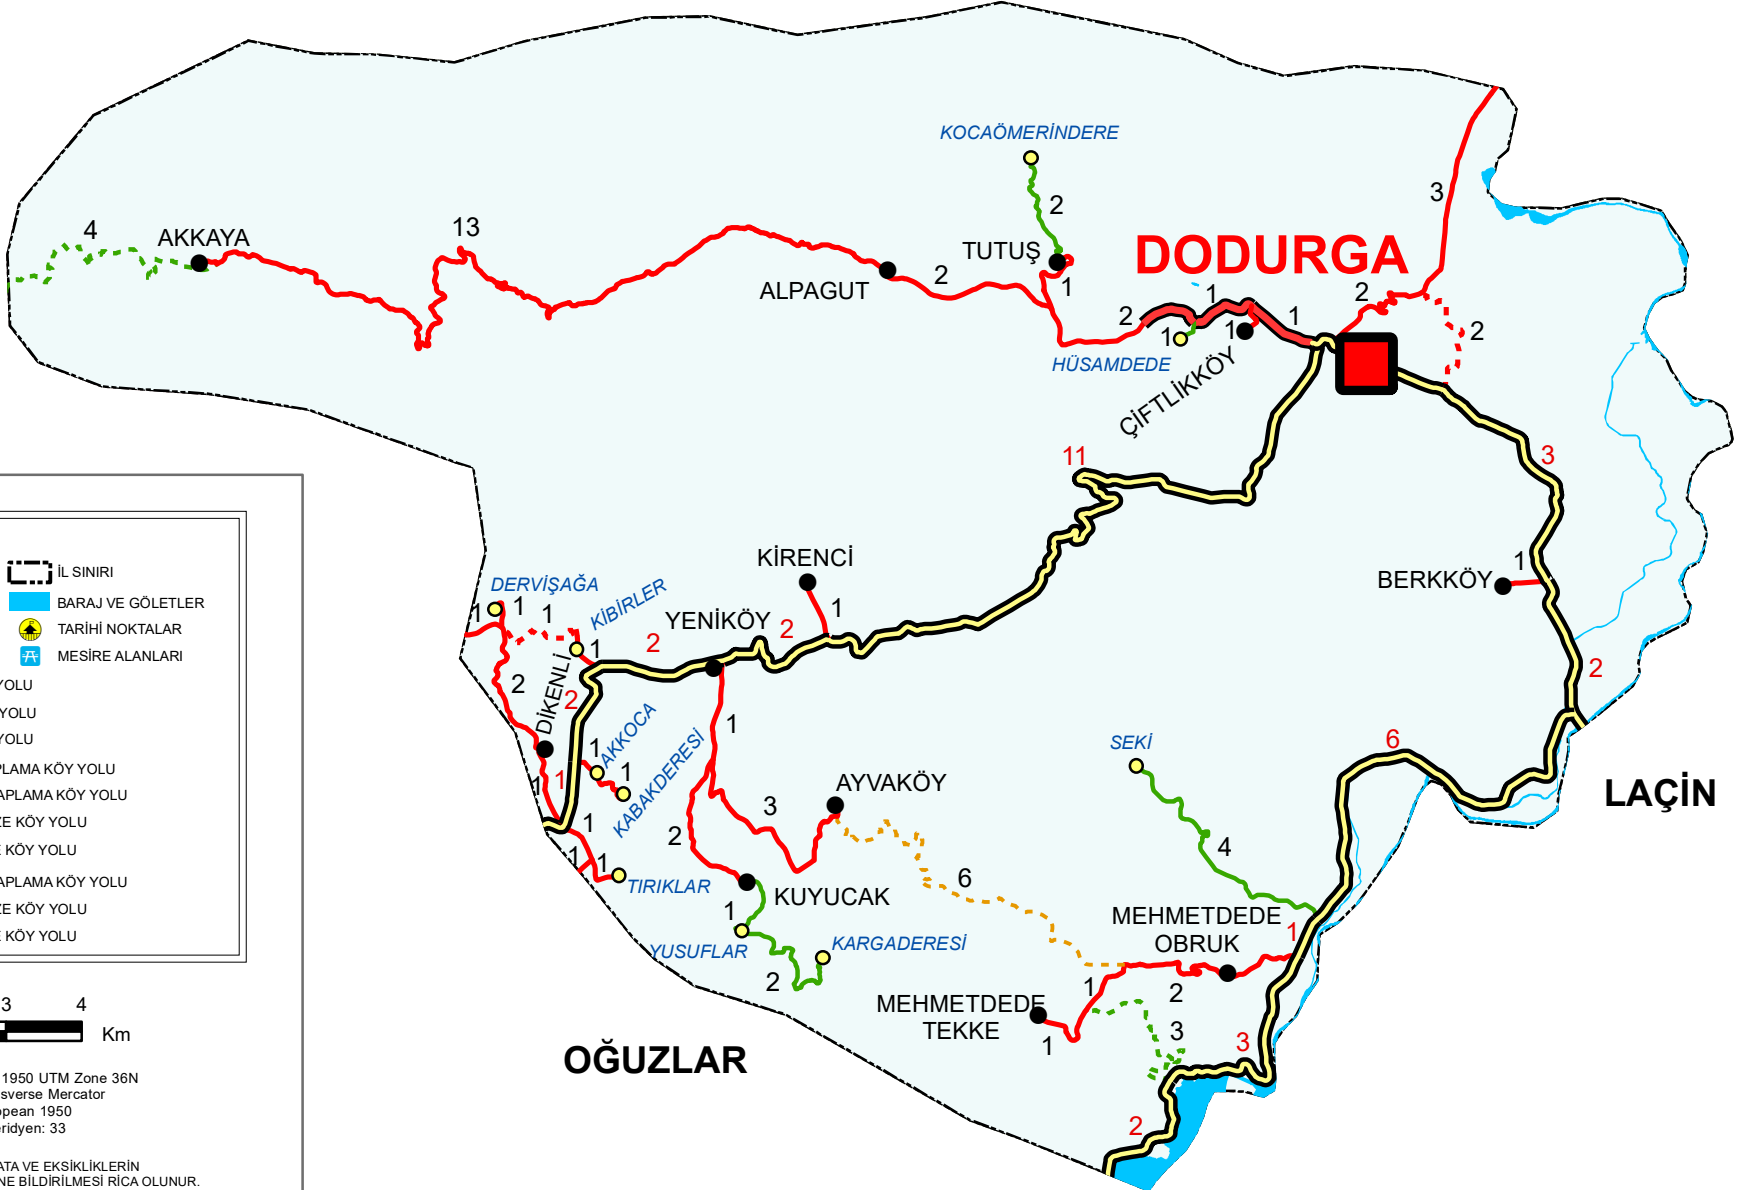 KOCAÖMERİNDERE
3
2
4
AKKAYA
13
TUTUŞ
DODURGA
ALPAGUT
2
1
1
2
2
1
1
1
2
HÜSAMDEDE
ÇİFTLİKKÖY
11
3
KİRENCİ
1
BERKKÖY
DERVİŞAĞA
KİBİRLER
1
1
1
1
YENİKÖY
2
1
2
2
DİKENLİ
2
2
1
AKKOCA
1
1
KABAKDERESİ
SEKİ
6
LAÇİN
1
1
AYVAKÖY
3
1
2
4
1
1
TIRIKLAR
6
KUYUCAK
1
MEHMETDEDE
OBRUK
1
YUSUFLAR
KARGADERESİ
2
1
2
MEHMETDEDE
TEKKE
3
1
3
OĞUZLAR
2
İL SINIRI
BARAJ VE GÖLETLER
TARİHİ NOKTALAR
MESİRE ALANLARI
YOLU
YOLU
YOLU
PLAMA KÖY YOLU
APLAMA KÖY YOLU
ZE KÖY YOLU
E KÖY YOLU
APLAMA KÖY YOLU
ZE KÖY YOLU
E KÖY YOLU
3 4
Km
1950 UTM Zone 36N
sverse Mercator
opean 1950
eridyen: 33
ATA VE EKSİKLİKLERİN
NE BİLDİRİLMESİ RİCA OLUNUR.